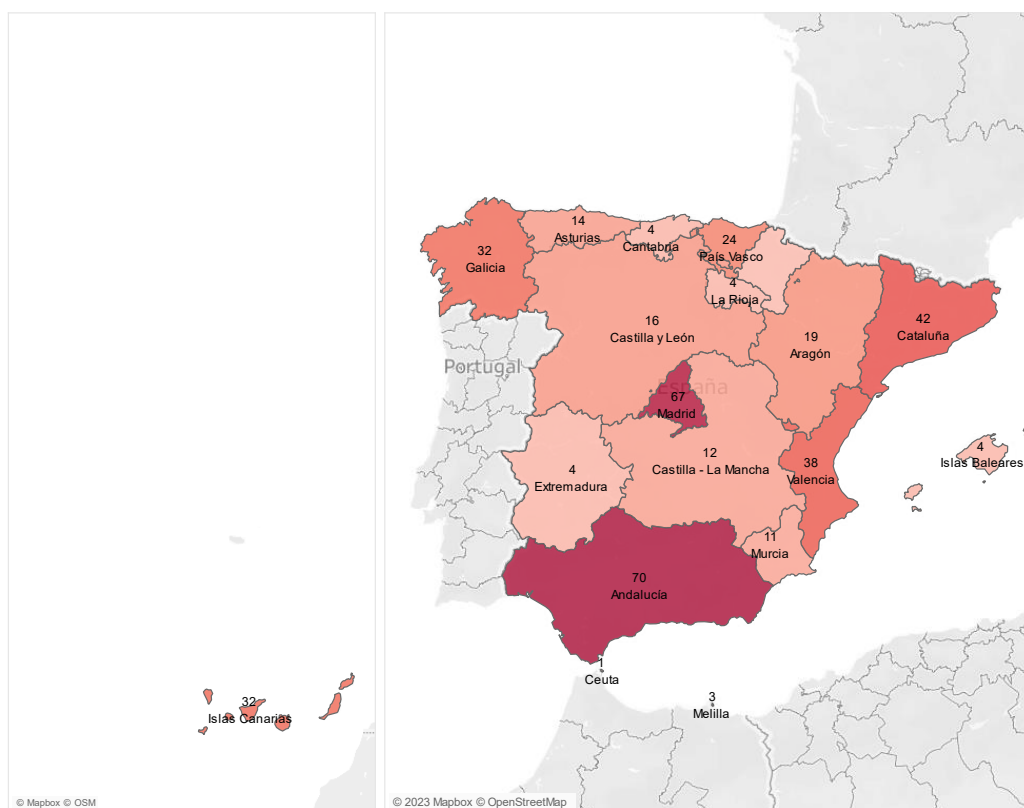 14
Asturias
4
Cantabria
24
País Vasco
32
Galicia
4
La Rioja
16
Castilla y León
42
Cataluña
19
Aragón
Portugal
España
67
Madrid
4
Islas Baleares
12
Castilla - La Mancha
38
Valencia
4
Extremadura
11
Murcia
70
Andalucía
1
Ceuta
3
Melilla
32
Islas Canarias
© Mapbox © OSM
© 2023 Mapbox © OpenStreetMap